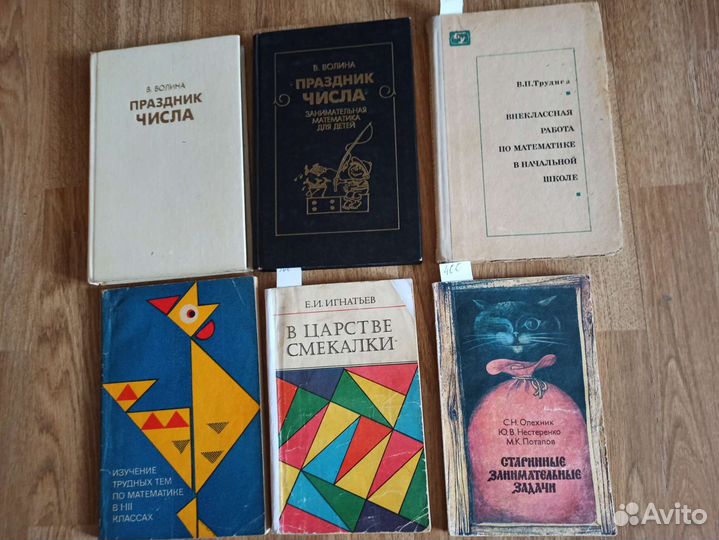 В. ВОЛИНА
ПРАЗДНИК
ЧИСЛА
В. ВОЛИНА
ПРАЗДНИК
ЧИСЛА
ЗАНИМАТЕЛЬНАЯ
МАТЕМАТИКА
ДЛЯ ДЕТЕЙ
В.П. Труднев
ВНЕКЛАССНАЯ
РАБОТА
ПО МАТЕМАТИКЕ
В НАЧАЛЬНОЙ
ШКОЛЕ
ИЗУЧЕНИЕ
ТРУДНЫХ ТЕМ
ПО МАТЕМАТИКЕ
В I-III
КЛАССАХ
Е.И. ИГНАТЬЕВ
В ЦАРСТВЕ
СМЕКАЛКИ
С.Н. Олехник
Ю.В. Нестеренко
М.К. Потапов
СТАРИННЫЕ
ЗАНИМАТЕЛЬНЫЕ
ЗАДАЧИ
Avito